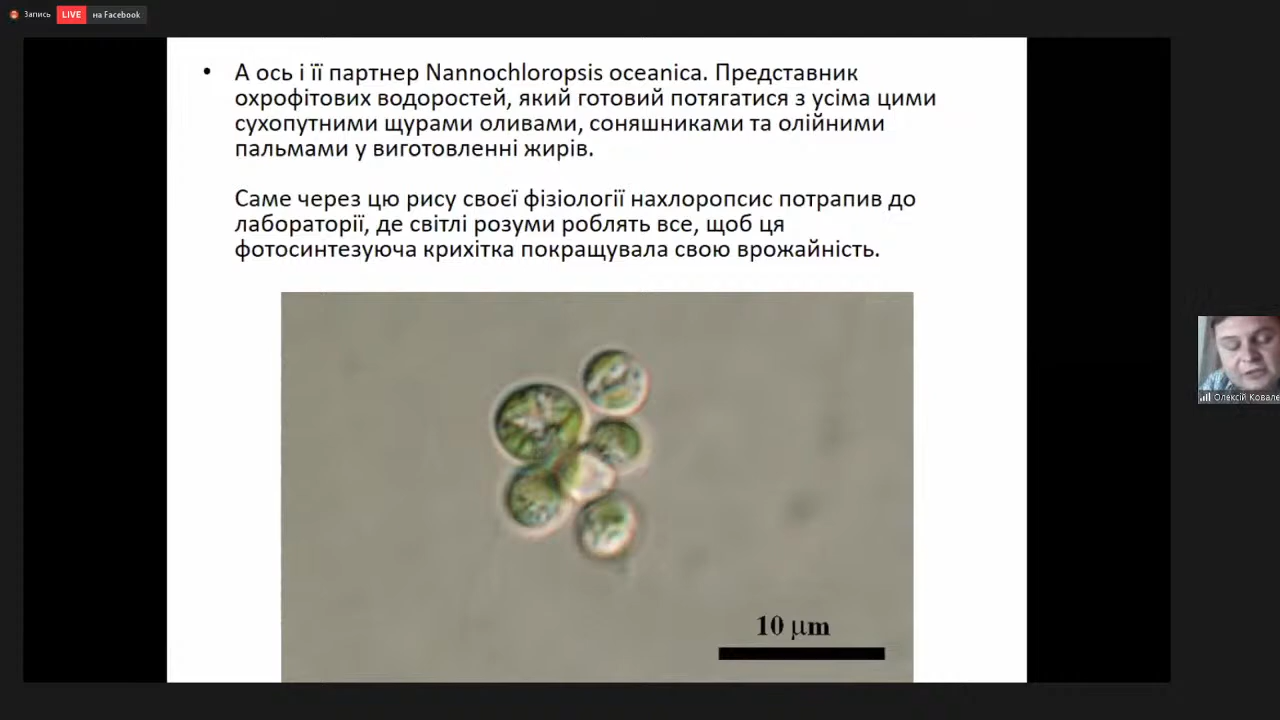 Запись LIVE на Facebook
• А ось і її партнер Nannochloropsis oceanica. Представник
охрофітових водоростей, який готовий потягатися з усіма цими
сухопутними щурами оливами, соняшниками та олійними
пальмами у виготовленні жирів.
Саме через цю рису своєї фізіології нахлоропсис потрапив до
лабораторії, де світлі розуми роблять все, щоб ця
фотосинтезуюча крихітка покращувала свою врожайність.
Олексій Ковале
10 μm